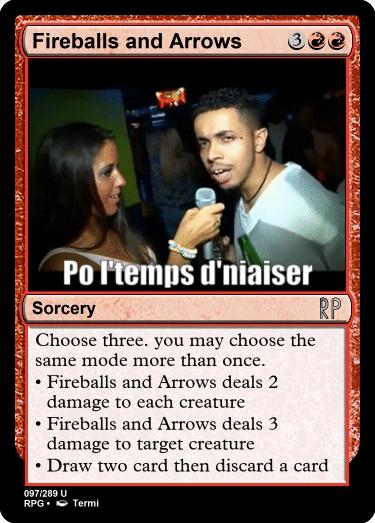 Fireballs and Arrows 3
Po l'temps d'niaiser
Sorcery RP
Choose three. you may choose the
same mode more than once.
• Fireballs and Arrows deals 2
damage to each creature
• Fireballs and Arrows deals 3
damage to target creature
• Draw two card then discard a card
097/289 U
RPG • Termi